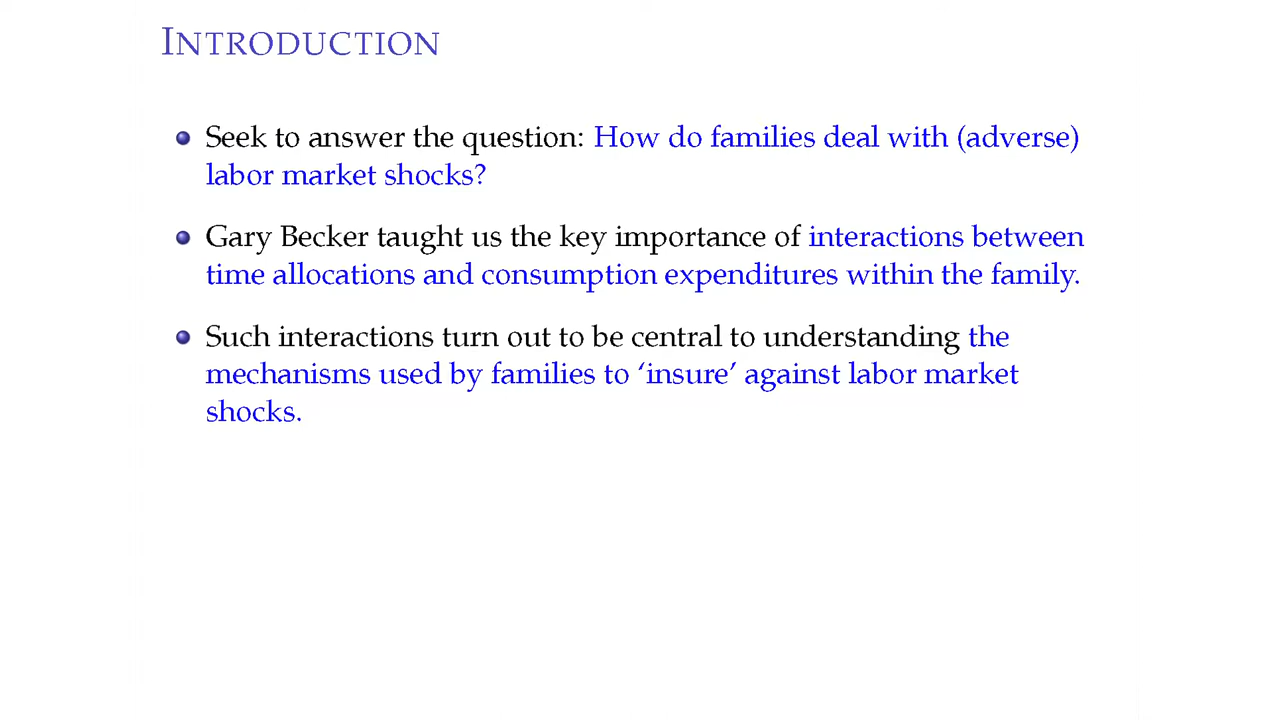 INTRODUCTION
Seek to answer the question: How do families deal with (adverse)
labor market shocks?
Gary Becker taught us the key importance of interactions between
time allocations and consumption expenditures within the family.
Such interactions turn out to be central to understanding the
mechanisms used by families to ‘insure’ against labor market
shocks.